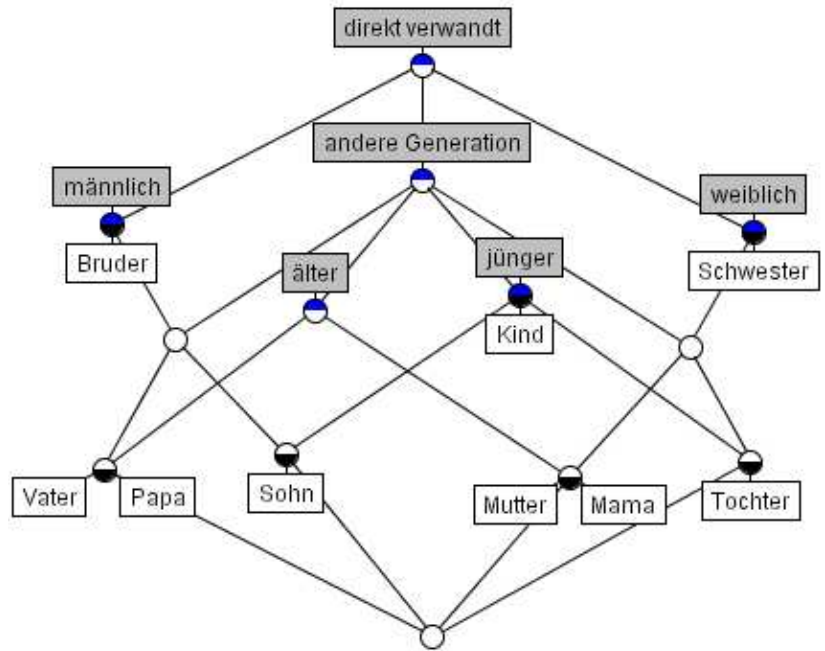 direkt verwandt
andere Generation
männlich
weiblich
Bruder
älter
jünger
Schwester
Kind
Vater
Papa
Sohn
Mutter
Mama
Tochter